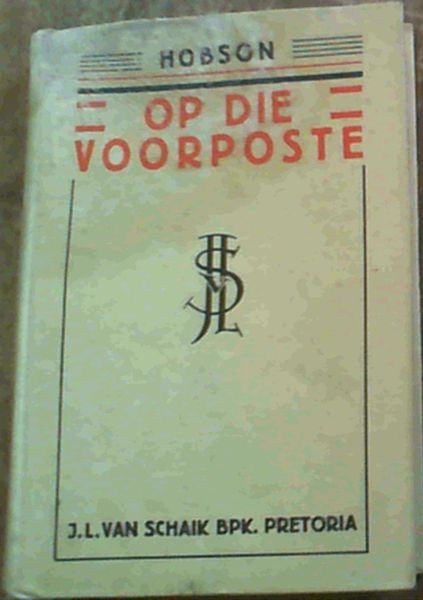 HOBSON
OP DIE
VOORPOSTE
J.L. VAN SCHAIK BPK. PRETORIA